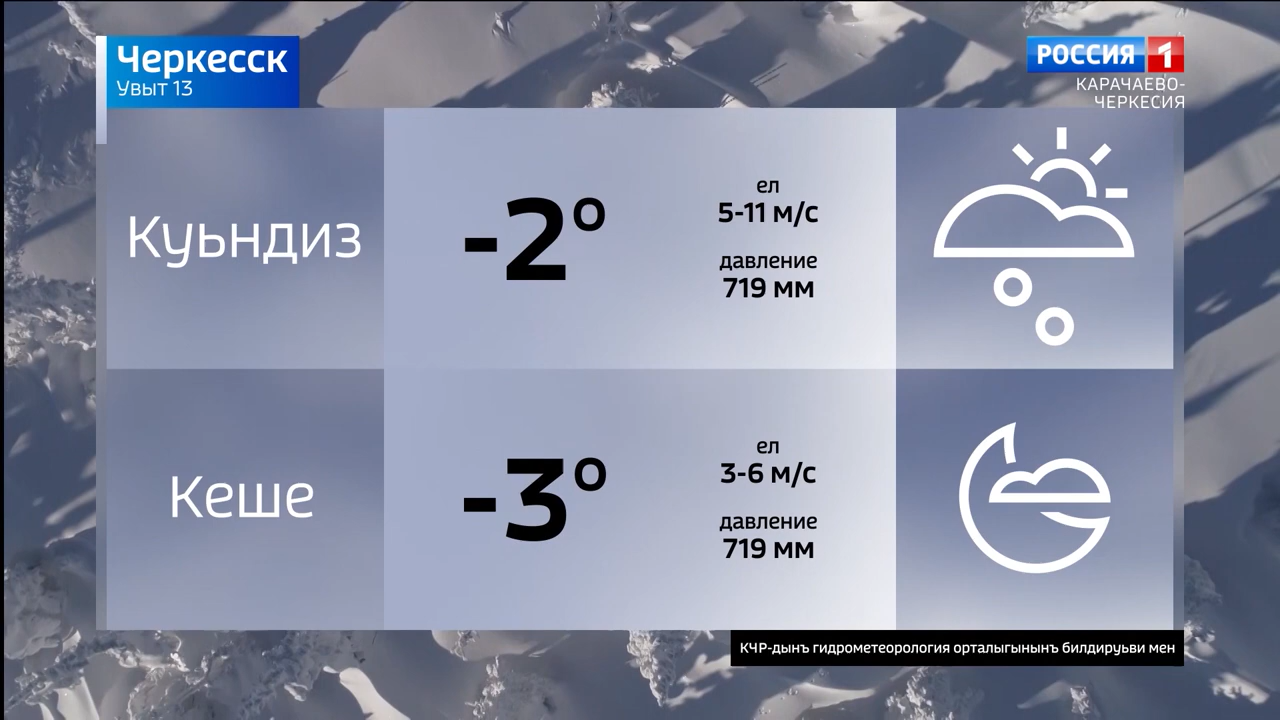 Черкесск
Увыт 13
РОССИЯ 1
КАРАЧАЕВО-
ЧЕРКЕСИЯ
Куьндиз
-2°
ел
5-11 м/с
давление
719 мм
Кеше
-3°
ел
3-6 м/с
давление
719 мм
КЧР-дынъ гидрометеорология орталыгынынъ билдируьви мен